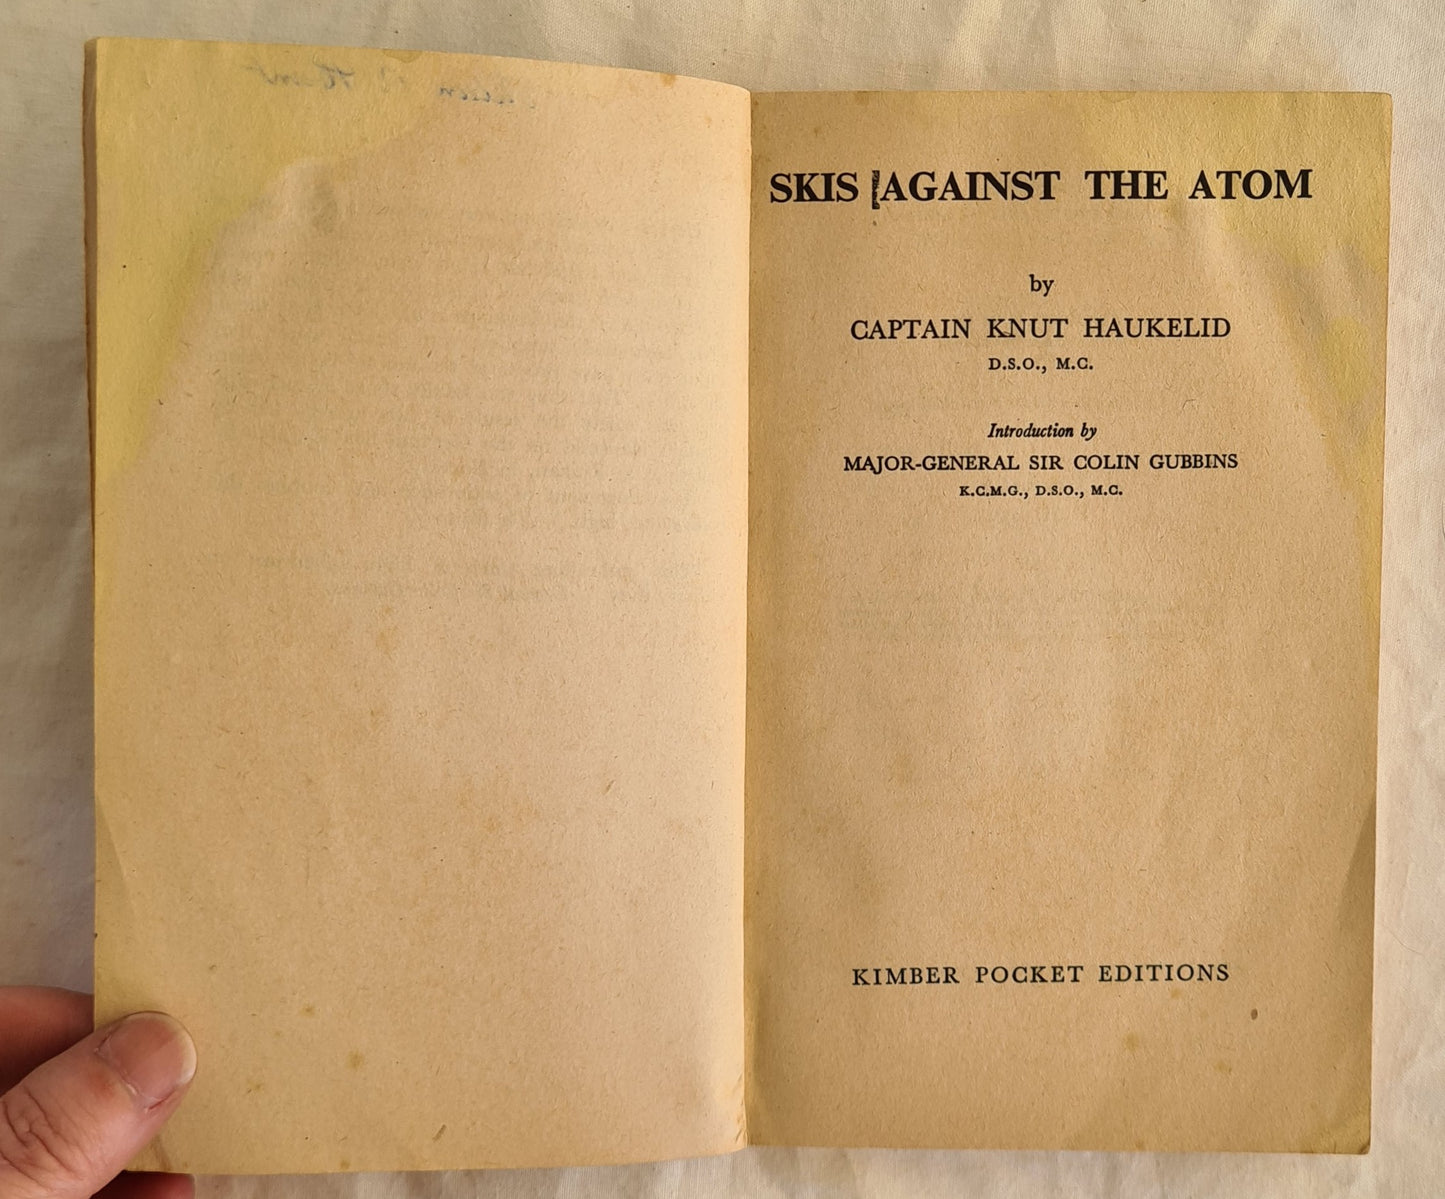 SKIS AGAINST THE ATOM
by
CAPTAIN KNUT HAUKELID
D.S.O., M.C.
Introduction by
MAJOR-GENERAL SIR COLIN GUBBINS
K.C.M.G., D.S.O., M.C.
KIMBER POCKET EDITIONS